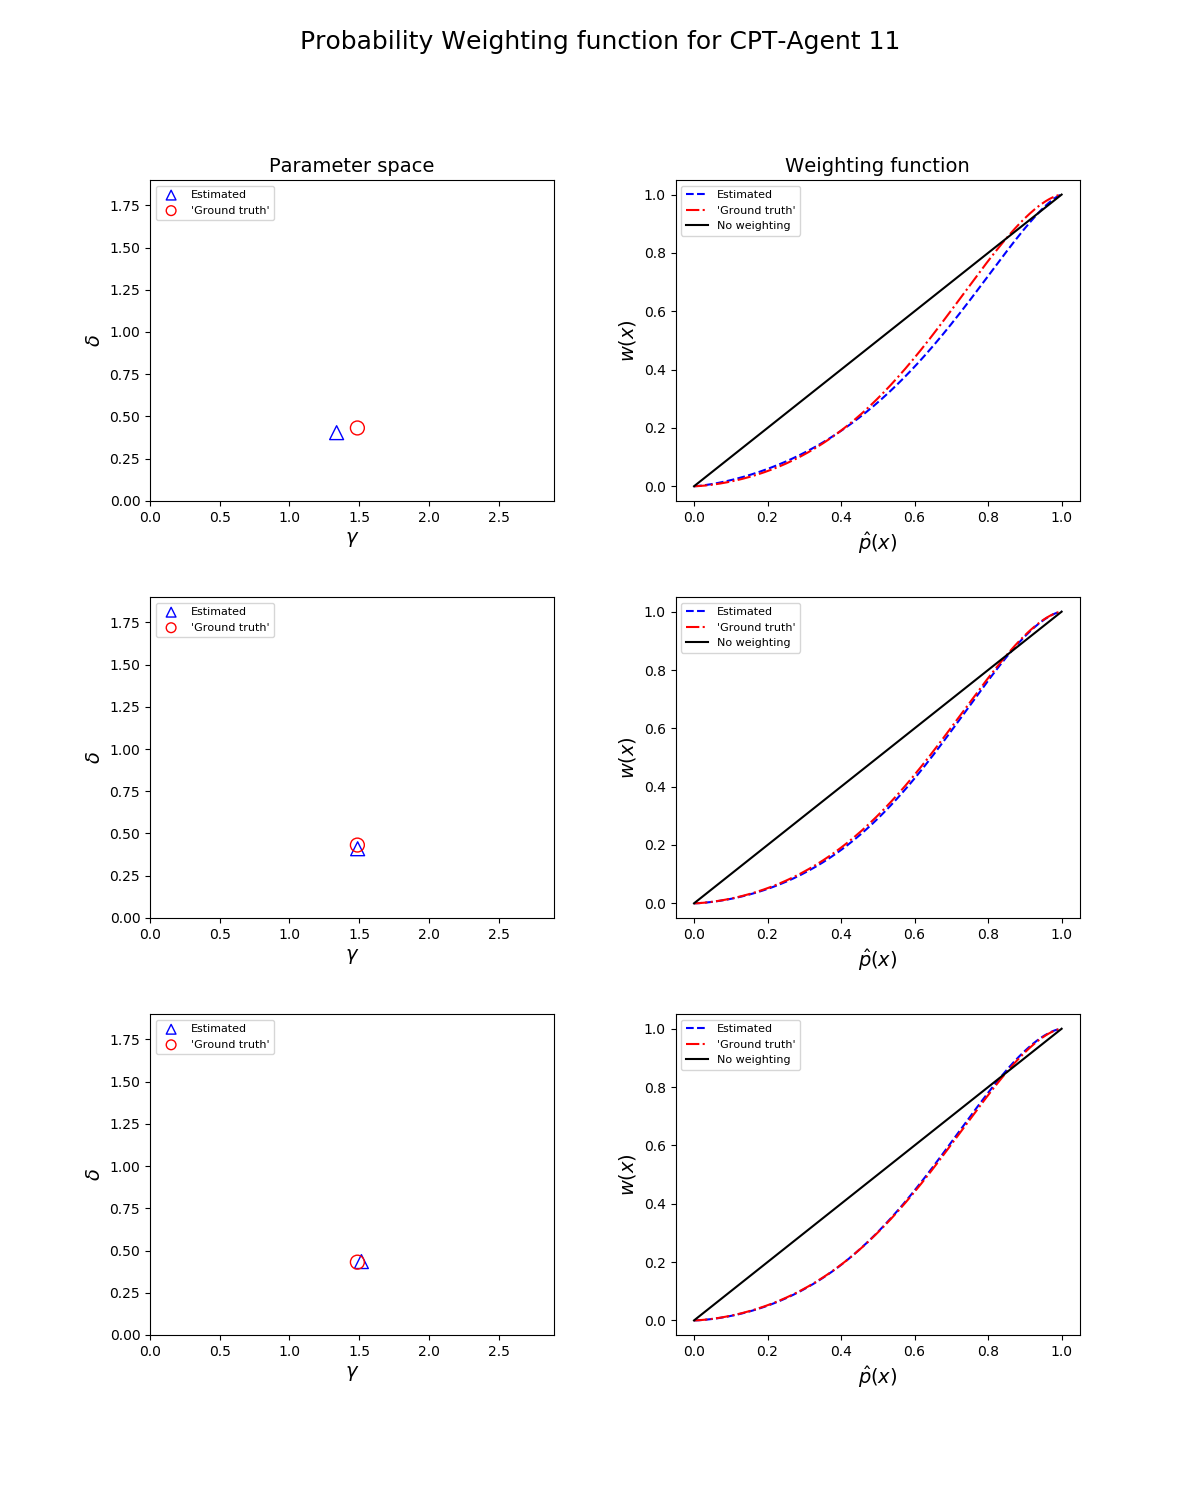 Probability Weighting function for CPT-Agent 11
Parameter space
Estimated
'Ground truth'
1.75
1.50
1.25
1.00
0.75
0.50
0.25
0.00
δ
0.0 0.5 1.0 1.5 2.0 2.5
γ
Weighting function
Estimated
'Ground truth'
No weighting
1.0
0.8
0.6
0.4
0.2
0.0
w(x)
0.0 0.2 0.4 0.6 0.8 1.0
p̂(x)
Estimated
'Ground truth'
1.75
1.50
1.25
1.00
0.75
0.50
0.25
0.00
δ
0.0 0.5 1.0 1.5 2.0 2.5
γ
Estimated
'Ground truth'
No weighting
1.0
0.8
0.6
0.4
0.2
0.0
w(x)
0.0 0.2 0.4 0.6 0.8 1.0
p̂(x)
Estimated
'Ground truth'
1.75
1.50
1.25
1.00
0.75
0.50
0.25
0.00
δ
0.0 0.5 1.0 1.5 2.0 2.5
γ
Estimated
'Ground truth'
No weighting
1.0
0.8
0.6
0.4
0.2
0.0
w(x)
0.0 0.2 0.4 0.6 0.8 1.0
p̂(x)